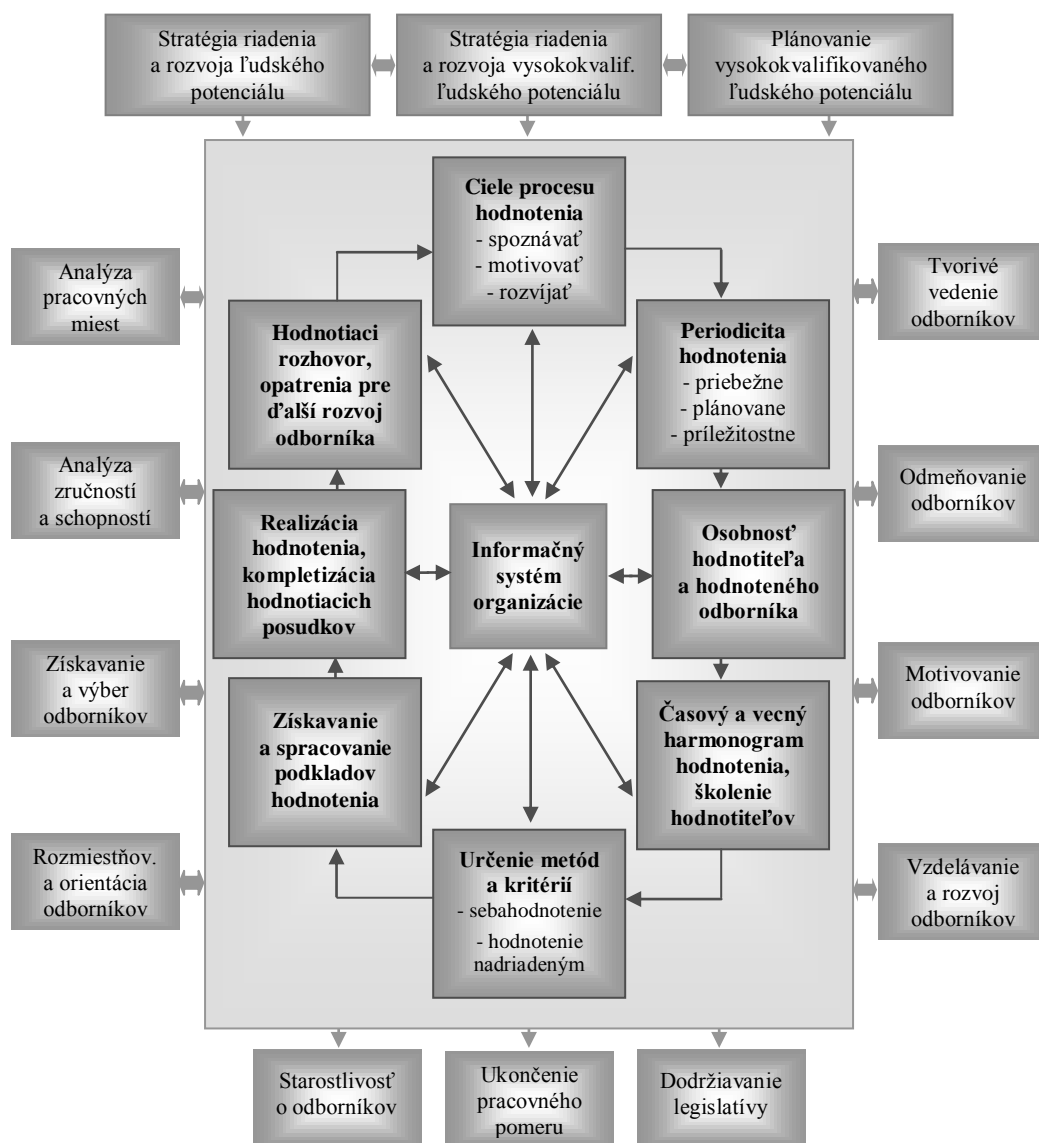 Stratégia riadenia
a rozvoja ľudského
potenciálu
Stratégia riadenia
a rozvoja vysokokvalif.
ľudského potenciálu
Plánovanie
vysokokvalifikovaného
ľudského potenciálu
Ciele procesu
hodnotenia
- spoznávať
- motivovať
- rozvíjať
Analýza
pracovných
miest
Tvorivé
vedenie
odborníkov
Hodnotiaci
rozhovor,
opatrenia pre
ďalší rozvoj
odborníka
Periodicita
hodnotenia
- priebežne
- plánovane
- príležitostne
Analýza
zručností
a schopností
Odmeňovanie
odborníkov
Realizácia
hodnotenia,
kompletizácia
hodnotiacich
posudkov
Informačný
systém
organizácie
Osobnosť
hodnotiteľa
a hodnoteného
odborníka
Získavanie
a výber
odborníkov
Motivovanie
odborníkov
Získavanie
a spracovanie
podkladov
hodnotenia
Časový a vecný
harmonogram
hodnotenia,
školenie
hodnotiteľov
Rozmiestňov.
a orientácia
odborníkov
Určenie metód
a kritérií
- sebahodnotenie
- hodnotenie
nadriadeným
Vzdelávanie
a rozvoj
odborníkov
Starostlivosť
o odborníkov
Ukončenie
pracovného
pomeru
Dodržiavanie
legislatívy